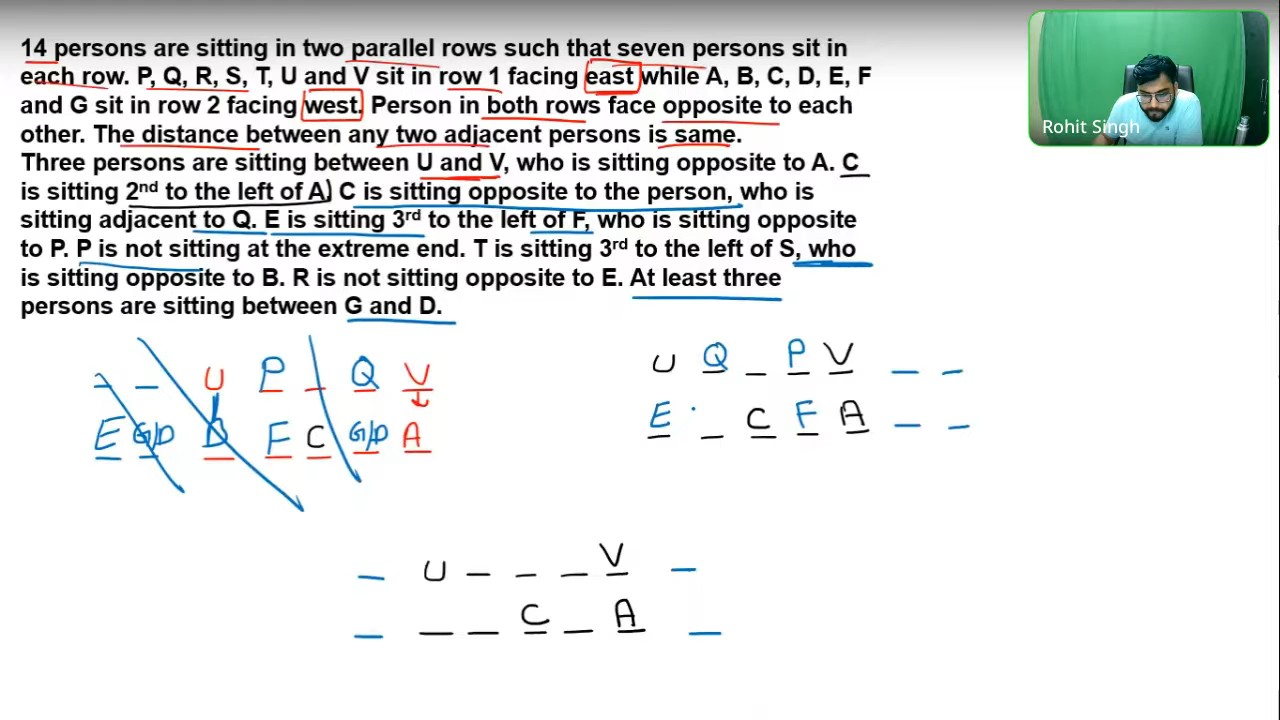 14 persons are sitting in two parallel rows such that seven persons sit in
each row. P, Q, R, S, T, U and V sit in row 1 facing east while A, B, C, D, E, F
and G sit in row 2 facing west. Person in both rows face opposite to each
other. The distance between any two adjacent persons is same.
Three persons are sitting between U and V, who is sitting opposite to A. C
is sitting 2nd to the left of A. C is sitting opposite to the person, who is
sitting adjacent to Q. E is sitting 3rd to the left of F, who is sitting opposite
to P. P is not sitting at the extreme end. T is sitting 3rd to the left of S, who
is sitting opposite to B. R is not sitting opposite to E. At least three
persons are sitting between G and D.
Rohit Singh
U P Q V
E G/D D F C G/D A
U Q P V
E C F A
U V
C A